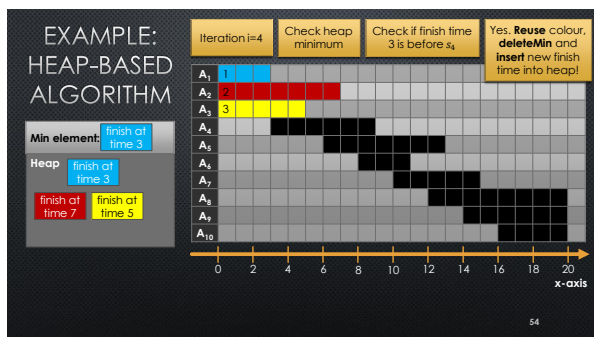 EXAMPLE:
HEAP-BASED
ALGORITHM
Iteration i=4
Check heap
minimum
Check if finish time
3 is before s₄
Yes. Reuse colour,
deleteMin and
insert new finish
time into heap!
Min element:
finish at
time 3
Heap
finish at
time 3
finish at
time 7
finish at
time 5
A₁ 1
A₂ 2
A₃ 3
A₄
A₅
A₆
A₇
A₈
A₉
A₁₀
0 2 4 6 8 10 12 14 16 18 20
x-axis
54